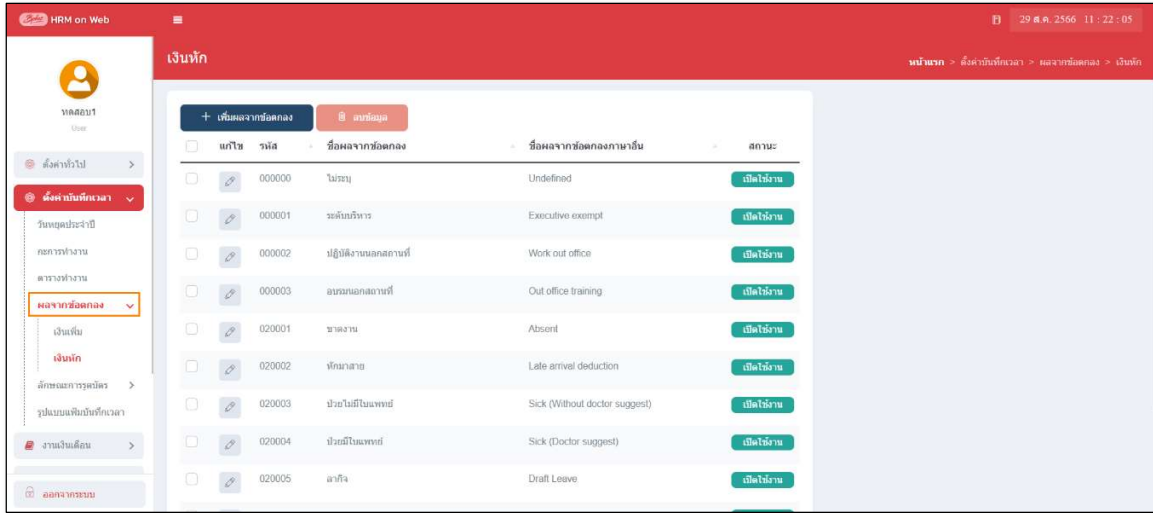 HRM on Web
29 ธ.ค. 2566 11 : 22 : 05
เงินหัก
หน้าแรก > ตั้งค่าบันทึกเวลา > ผลจากข้อตกลง > เงินหัก
ทดสอบ1
User
ตั้งค่าทั่วไป
ตั้งค่าบันทึกเวลา
วันหยุดประจำปี
กะการทำงาน
ตารางทำงาน
ผลจากข้อตกลง
เงินเพิ่ม
เงินหัก
ลักษณะการรูดบัตร
รูปแบบแฟ้มบันทึกเวลา
งานเงินเดือน
ออกจากระบบ
+ เพิ่มผลจากข้อตกลง ลบข้อมูล
แก้ไข รหัส ชื่อผลจากข้อตกลง ชื่อผลจากข้อตกลงภาษาอื่น สถานะ
000000 ไม่ระบุ Undefined เปิดใช้งาน
000001 ระดับบริหาร Executive exempt เปิดใช้งาน
000002 ปฏิบัติงานนอกสถานที่ Work out office เปิดใช้งาน
000003 อบรมนอกสถานที่ Out office training เปิดใช้งาน
020001 ขาดงาน Absent เปิดใช้งาน
020002 หักมาสาย Late arrival deduction เปิดใช้งาน
020003 ป่วยไม่มีใบแพทย์ Sick (Without doctor suggest) เปิดใช้งาน
020004 ป่วยมีใบแพทย์ Sick (Doctor suggest) เปิดใช้งาน
020005 ลากิจ Draft Leave เปิดใช้งาน